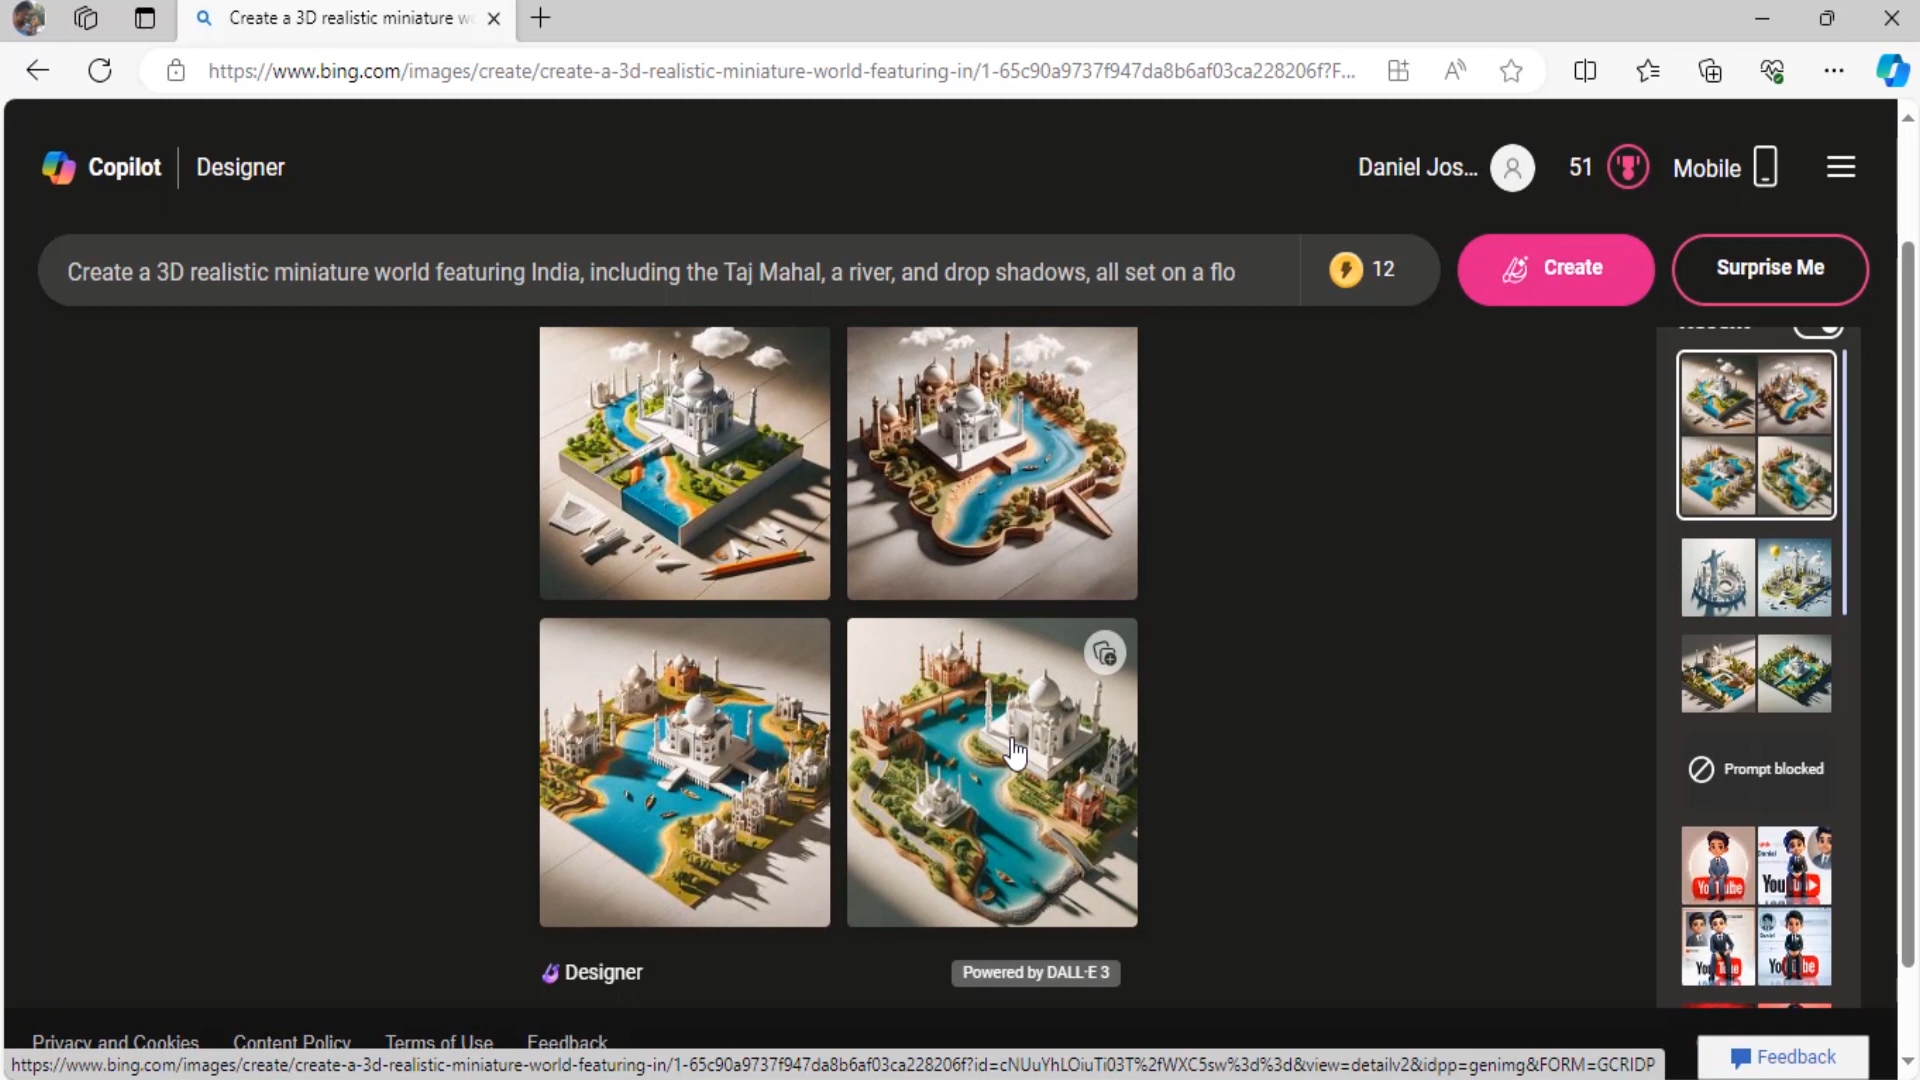 Create a 3D realistic miniature w
https://www.bing.com/images/create/create-a-3d-realistic-miniature-world-featuring-in/1-65c90a9737f947da8b6af03ca228206f?F...
Copilot
Designer
Daniel Jos...
51
Mobile
Create a 3D realistic miniature world featuring India, including the Taj Mahal, a river, and drop shadows, all set on a flo
12
Create
Surprise Me
Prompt blocked
YouTube
Daniel
You
Designer
Powered by DALL·E 3
Privacy and Cookies
Content Policy
Terms of Use
Feedback
https://www.bing.com/images/create/create-a-3d-realistic-miniature-world-featuring-in/1-65c90a9737f947da8b6af03ca228206f?id=cNUuYhLOiuTi03T%2fWXC5sw%3d%3d&view=detailv2&idpp=genimg&FORM=GCRIDP
Feedback